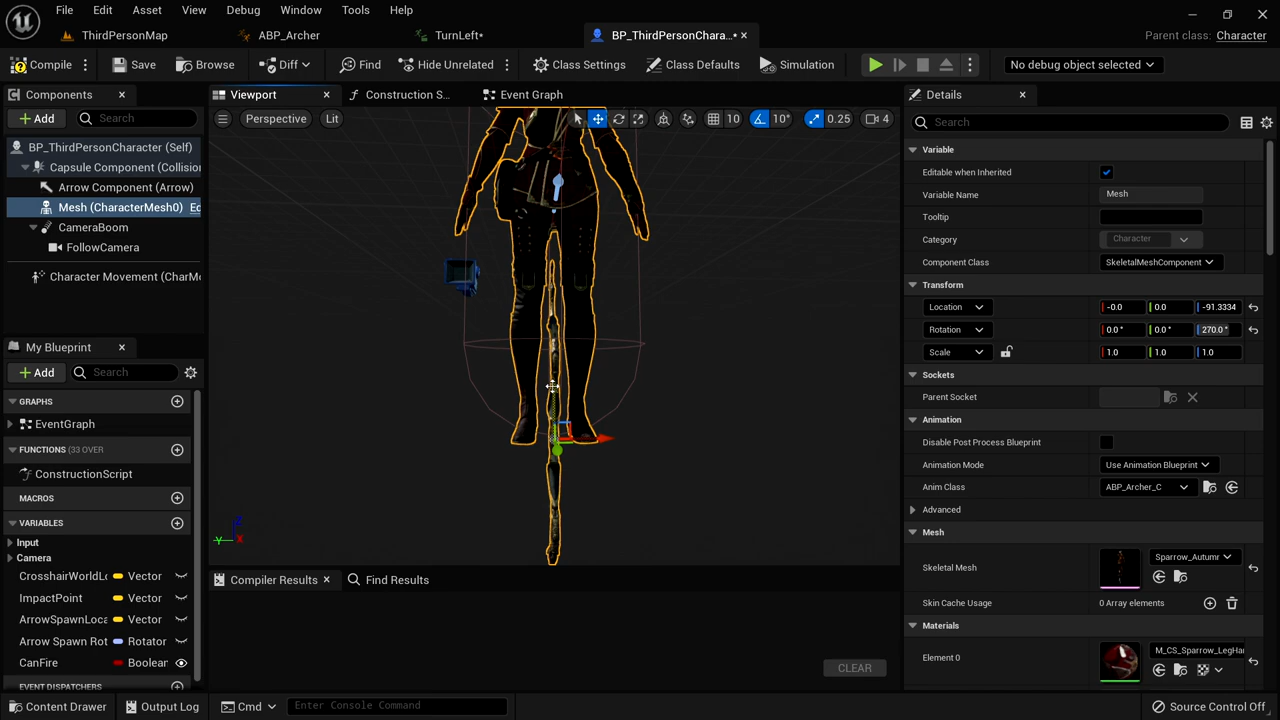 File Edit Asset View Debug Window Tools Help
ThirdPersonMap ABP_Archer TurnLeft* BP_ThirdPersonChara...* Parent class: Character
Compile Save Browse Diff Find Hide Unrelated Class Settings Class Defaults Simulation No debug object selected
Components Viewport Construction S... Event Graph Details
Add Search Perspective Lit 10 10° 0.25 4 Search
BP_ThirdPersonCharacter (Self)
Capsule Component (Collision
Arrow Component (Arrow)
Mesh (CharacterMesh0) Ed
CameraBoom
FollowCamera
Character Movement (CharMo
My Blueprint
Add Search
GRAPHS
EventGraph
FUNCTIONS (33 OVER
ConstructionScript
MACROS
VARIABLES
Input
Camera
CrosshairWorldLo Vector
ImpactPoint Vector
ArrowSpawnLoca Vector
Arrow Spawn Rot Rotator
CanFire Boolean
EVENT DISPATCHERS
Y Z X
Compiler Results Find Results
CLEAR
Variable
Editable when Inherited
Variable Name Mesh
Tooltip
Category Character
Component Class SkeletalMeshComponent
Transform
Location -0.0 0.0 -91.3334
Rotation 0.0 ° 0.0 ° 270.0 °
Scale 1.0 1.0 1.0
Sockets
Parent Socket
Animation
Disable Post Process Blueprint
Animation Mode Use Animation Blueprint
Anim Class ABP_Archer_C
Advanced
Mesh
Skeletal Mesh Sparrow_Autumn
Skin Cache Usage 0 Array elements
Materials
Element 0 M_CS_Sparrow_LegHan
Content Drawer Output Log Cmd Enter Console Command Source Control Off